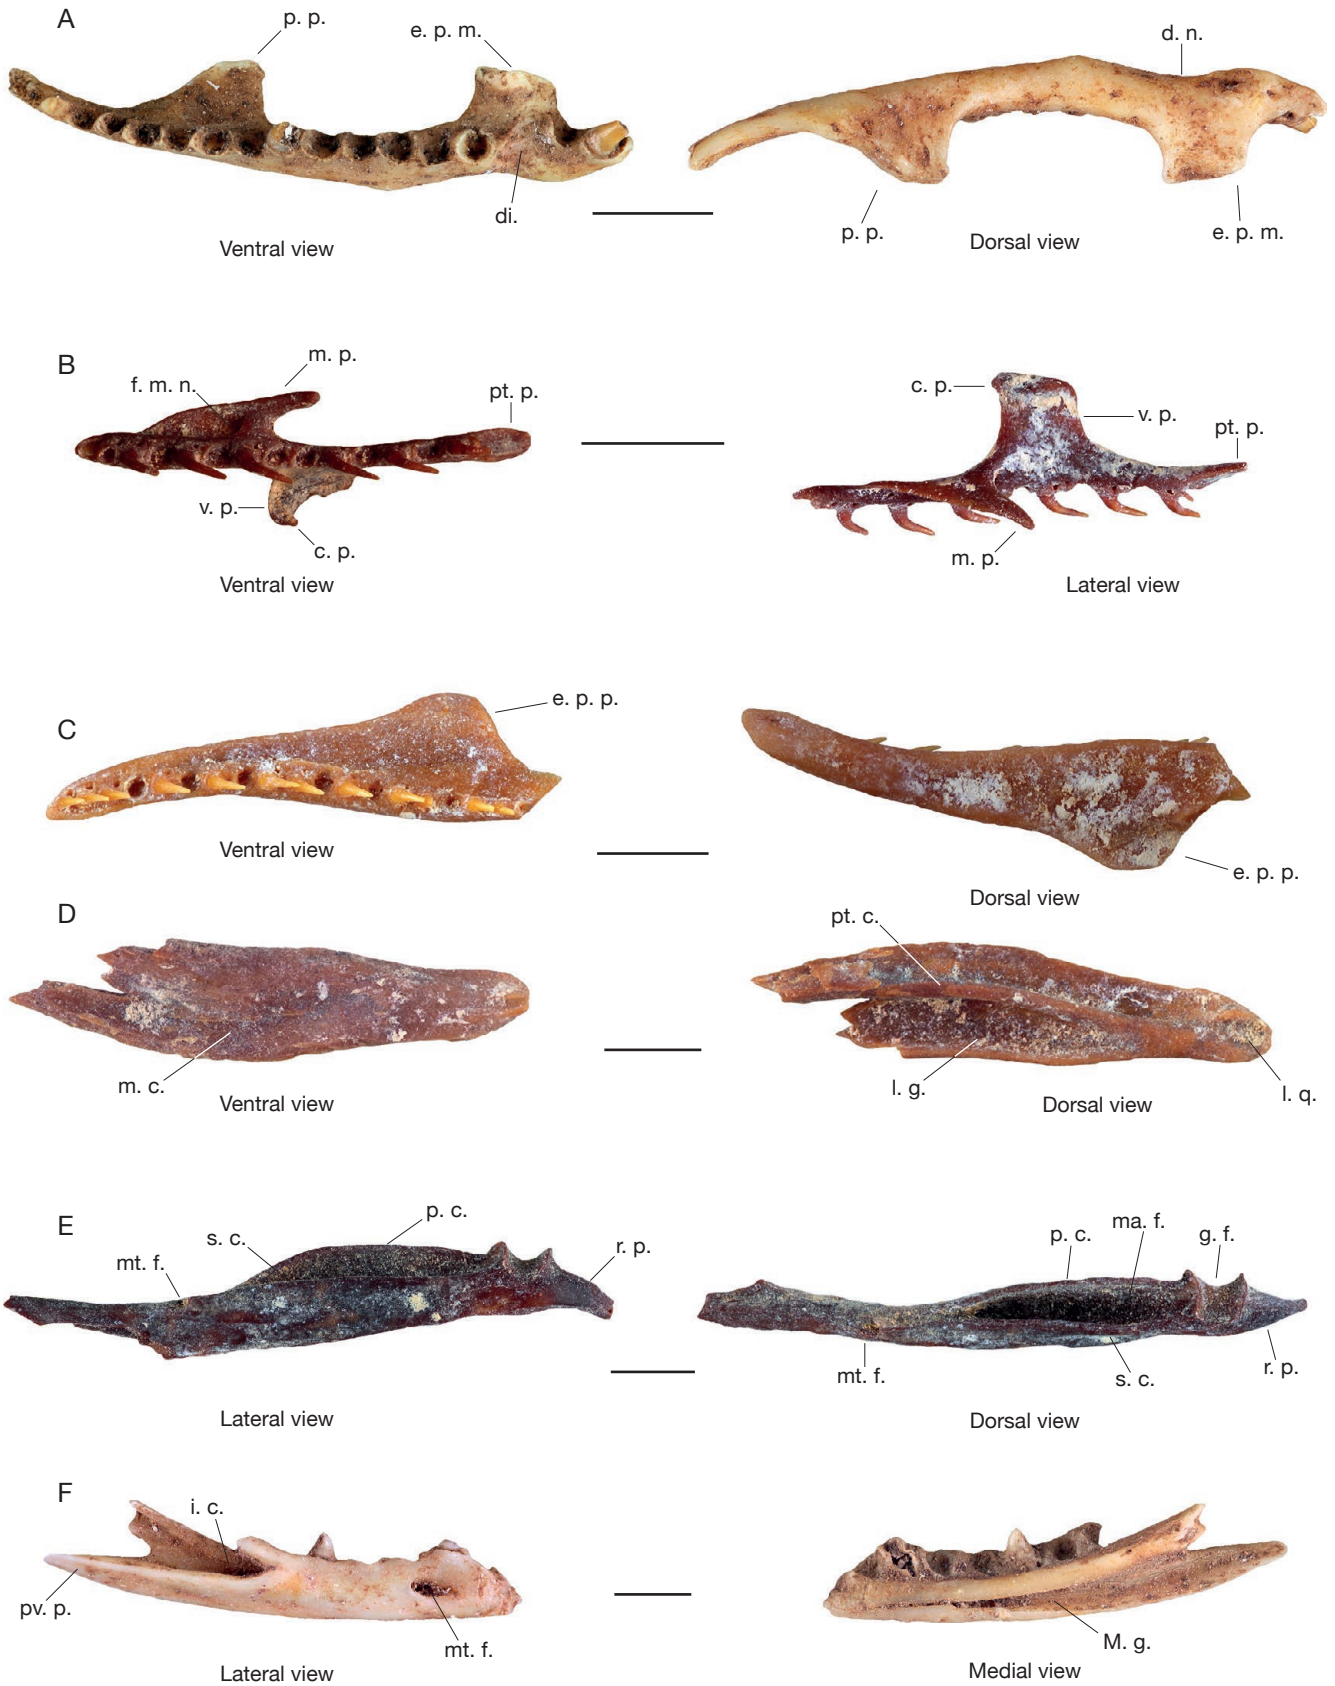 A
p. p.
e. p. m.
d. n.
di.
p. p.
e. p. m.
Ventral view
Dorsal view
B
m. p.
f. m. n.
pt. p.
v. p.
c. p.
c. p.
v. p.
pt. p.
m. p.
Ventral view
Lateral view
C
e. p. p.
e. p. p.
Ventral view
Dorsal view
D
m. c.
pt. c.
l. g.
l. q.
Ventral view
Dorsal view
E
mt. f.
s. c.
p. c.
r. p.
p. c.
ma. f.
g. f.
mt. f.
s. c.
r. p.
Lateral view
Dorsal view
F
i. c.
pv. p.
mt. f.
M. g.
Lateral view
Medial view